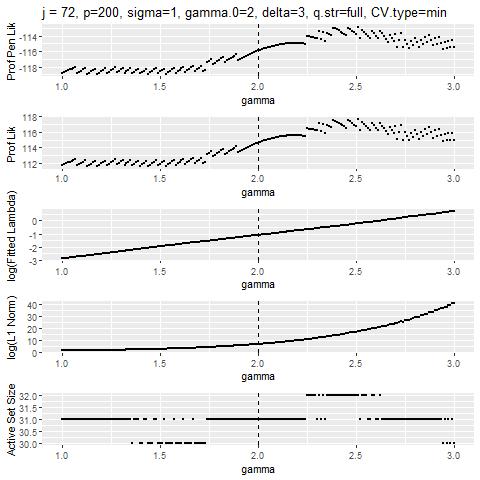 j = 72, p=200, sigma=1, gamma.0=2, delta=3, q.str=full, CV.type=min
Prof Pen Lik
-114
-116
-118
1.0 1.5 2.0 2.5 3.0
gamma
Prof Lik
118
116
114
112
1.0 1.5 2.0 2.5 3.0
gamma
log(Fitted Lambda)
0
-1
-2
-3
1.0 1.5 2.0 2.5 3.0
gamma
log(L1 Norm)
40
30
20
10
0
1.0 1.5 2.0 2.5 3.0
gamma
Active Set Size
32.0
31.5
31.0
30.5
30.0
1.0 1.5 2.0 2.5 3.0
gamma